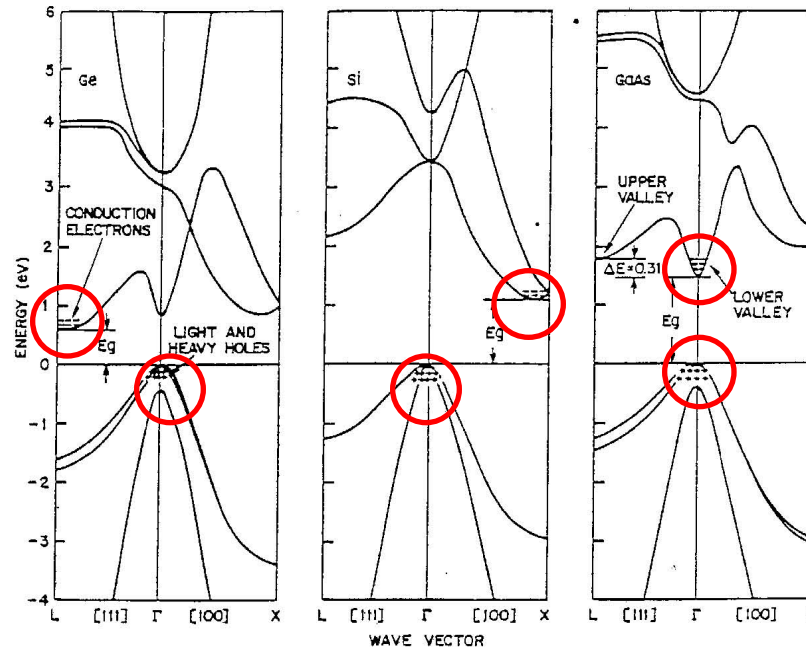 6
5
4
3
2
1
0
-1
-2
-3
-4
ENERGY (eV)
Ge
CONDUCTION
ELECTRONS
Eg
LIGHT AND
HEAVY HOLES
L [111] Γ [100] X
Si
Eg
L [111] Γ [100] X
GaAs
UPPER
VALLEY
ΔE=0.31
LOWER
VALLEY
Eg
L [111] Γ [100]
WAVE VECTOR